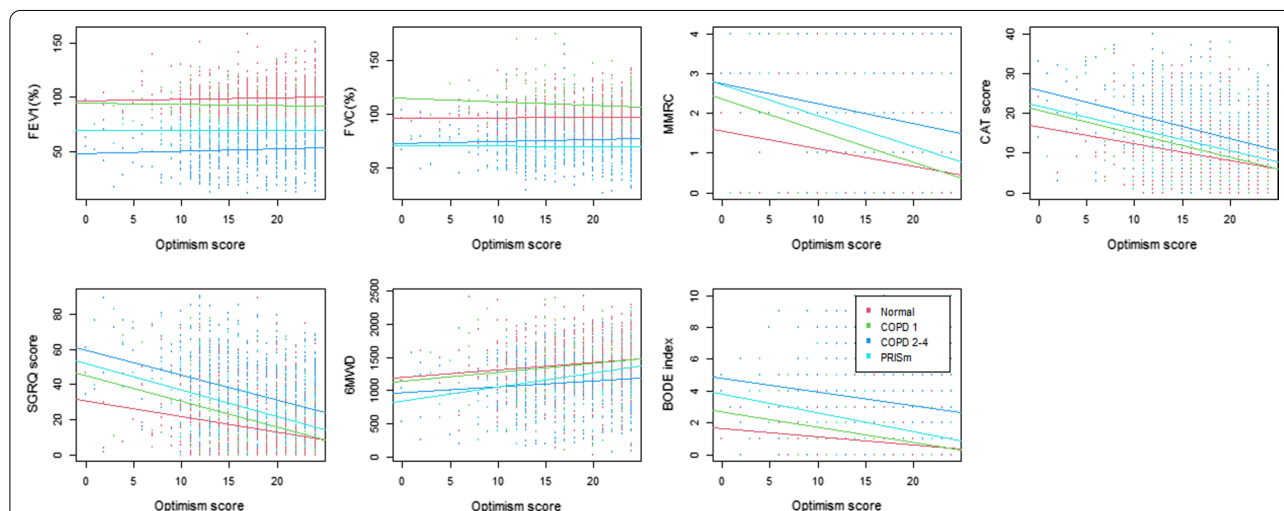 FEV1(%)
50 100 150
0 5 10 15 20
Optimism score
FVC(%)
50 100 150
0 5 10 15 20
Optimism score
MMRC
0 1 2 3 4
0 5 10 15 20 25
Optimism score
CAT score
0 10 20 30 40
0 5 10 15 20
Optimism score
SGRQ score
0 20 40 60 80
0 5 10 15 20
Optimism score
6MWD
0 500 1000 1500 2000 2500
0 5 10 15 20
Optimism score
BODE index
0 2 4 6 8 10
0 5 10 15 20 25
Optimism score
Normal
COPD 1
COPD 2-4
PRISm